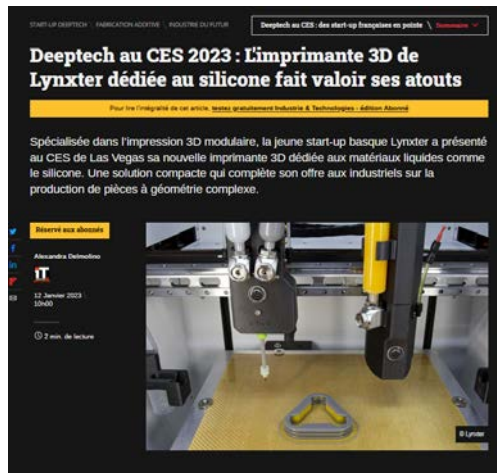 START-UP DEEPTECH \ FABRICATION ADDITIVE \ INDUSTRIE DU FUTUR
Deeptech au CES : des start-up françaises en pointe \ Sommaire
Deeptech au CES 2023 : L'imprimante 3D de
Lynxter dédiée au silicone fait valoir ses atouts
Pour lire l'intégralité de cet article, testez gratuitement Industrie & Technologies - édition Abonné
Spécialisée dans l'impression 3D modulaire, la jeune start-up basque Lynxter a présenté
au CES de Las Vegas sa nouvelle imprimante 3D dédiée aux matériaux liquides comme
le silicone. Une solution compacte qui complète son offre aux industriels sur la
production de pièces à géométrie complexe.
Réservé aux abonnés
Alexandra Delmolino
iT
12 Janvier 2023 \
10h00
2 min. de lecture
© Lynxter